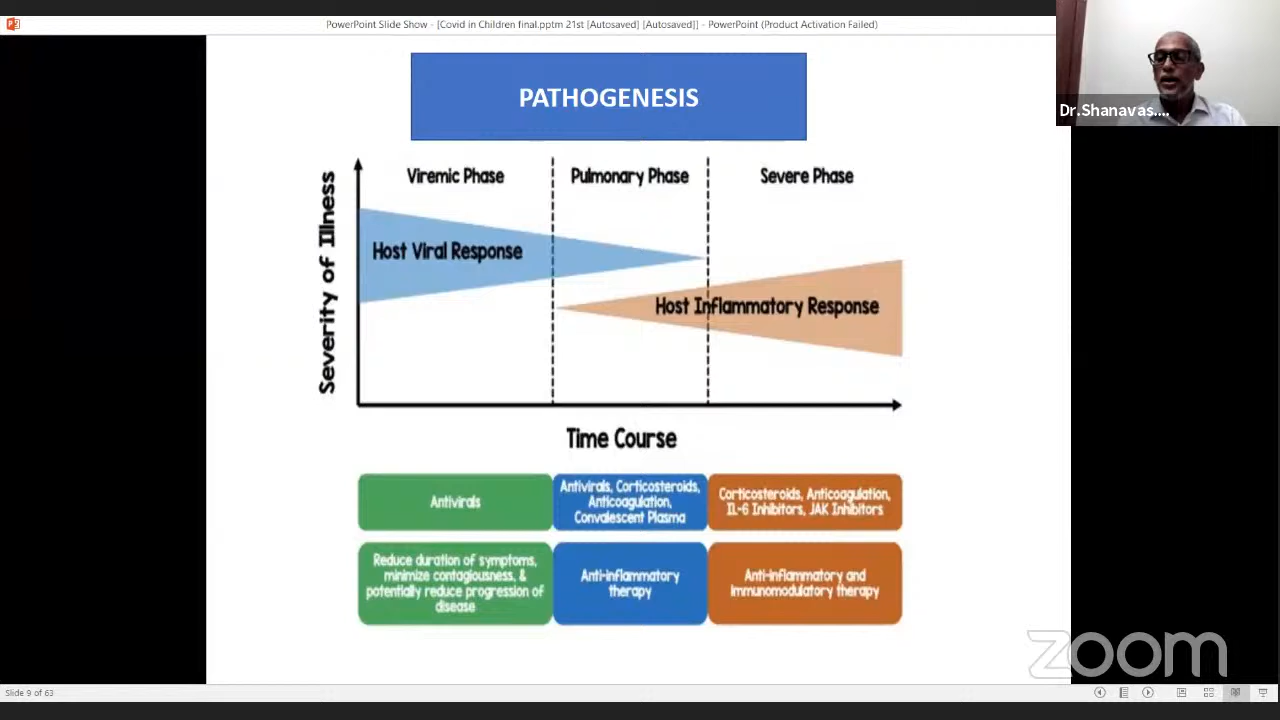 PowerPoint Slide Show - [Covid in Children final.pptm 21st [Autosaved] [Autosaved]] - PowerPoint (Product Activation Failed)
Dr.Shanavas....
PATHOGENESIS
Viremic Phase
Pulmonary Phase
Severe Phase
Severity of Illness
Host Viral Response
Host Inflammatory Response
Time Course
Antivirals
Antivirals, Corticosteroids,
Anticoagulation,
Convalescent Plasma
Corticosteroids, Anticoagulation,
IL-6 Inhibitors, JAK Inhibitors
Reduce duration of symptoms,
minimize contagiousness, &
potentially reduce progression of
disease
Anti-inflammatory
therapy
Anti-inflammatory and
Immunomodulatory therapy
zoom
Slide 9 of 63